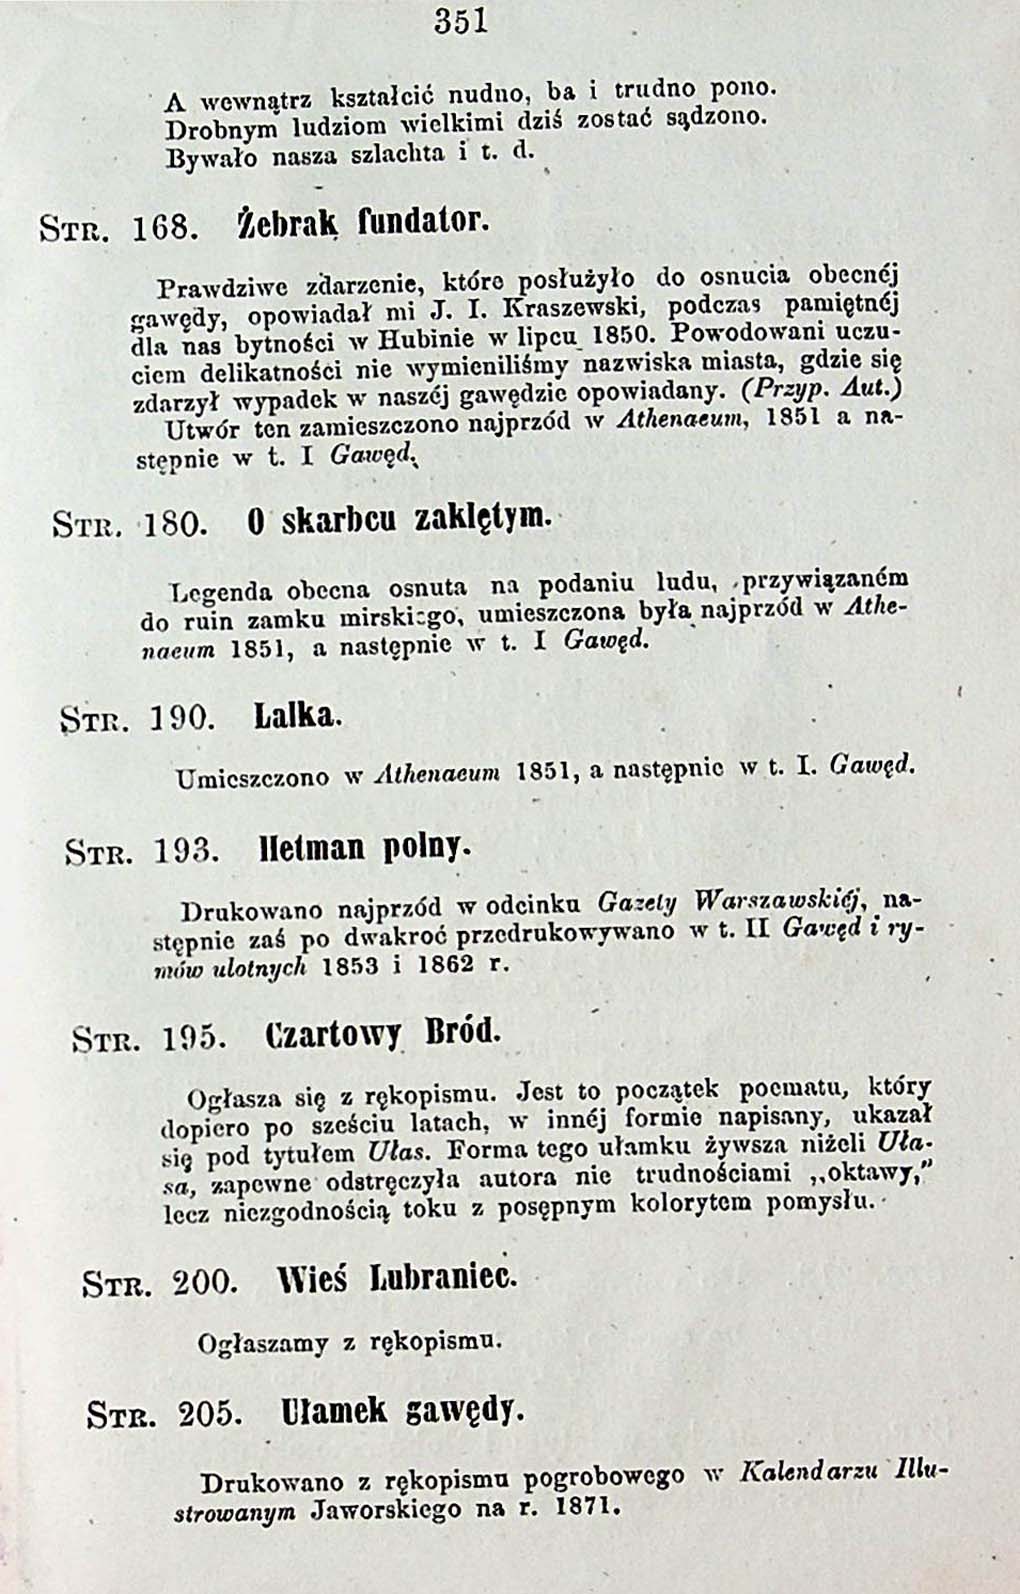 351
A wewnątrz kształcić nudno, ba i trudno pono.
Drobnym ludziom wielkimi dziś zostać sądzono.
Bywało nasza szlachta i t. d.
STR. 168. Żebrak fundator.
Prawdziwe zdarzenie, które posłużyło do osnucia obecnéj
gawędy, opowiadał mi J. I. Kraszewski, podczas pamiętnéj
dla nas bytności w Hubinie w lipcu 1850. Powodowani uczu-
ciem delikatności nie wymieniliśmy nazwiska miasta, gdzie się
zdarzył wypadek w naszéj gawędzie opowiadany. (Przyp. Aut.)
Utwór ten zamieszczono najprzód w Athenaeum, 1851 a na-
stępnie w t. I Gawęd.
STR. 180. O skarbcu zaklętym.
Legenda obecna osnuta na podaniu ludu, przywiązaném
do ruin zamku mirskiego, umieszczona była najprzód w Athe-
naeum 1851, a następnie w t. I Gawęd.
STR. 190. Lalka.
Umieszczono w Athenaeum 1851, a następnie w t. I. Gawęd.
STR. 193. Hetman polny.
Drukowano najprzód w odcinku Gazety Warszawskiéj, na-
stępnie zaś po dwakroć przedrukowywano w t. II Gawęd i ry-
mów ulotnych 1853 i 1862 r.
STR. 195. Czartowy Bród.
Ogłasza się z rękopismu. Jest to początek poematu, który
dopiero po sześciu latach, w innéj formie napisany, ukazał
się pod tytułem Ułas. Forma tego ułamku żywsza niżeli Uła-
sa, zapewne odstręczyła autora nie trudnościami „oktawy,"
lecz niezgodnością toku z posępnym kolorytem pomysłu.
STR. 200. Wieś Lubraniec.
Ogłaszamy z rękopismu.
STR. 205. Ułamek gawędy.
Drukowano z rękopismu pogrobowego w Kalendarzu Illu-
strowanym Jaworskiego na r. 1871.